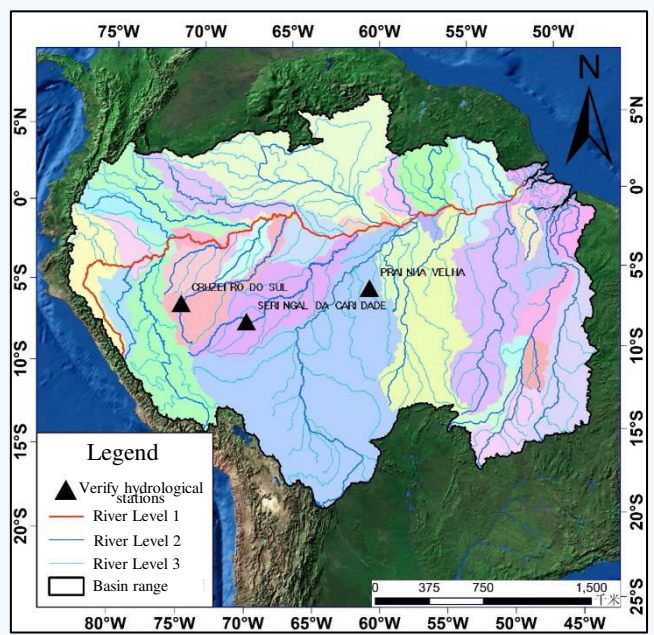 75°W 70°W 65°W 60°W 55°W 50°W
N
5°N 5°N
0° 0°
5°S 5°S
CRUZEIRO DO SUL
PRAINHA VELHA
SERINGAL DA CARIDADE
10°S 10°S
15°S 15°S
20°S 20°S
25°S
Legend
Verify hydrological
stations
River Level 1
River Level 2
River Level 3
Basin range
0 375 750 1,500
千米
80°W 75°W 70°W 65°W 60°W 55°W 50°W 45°W